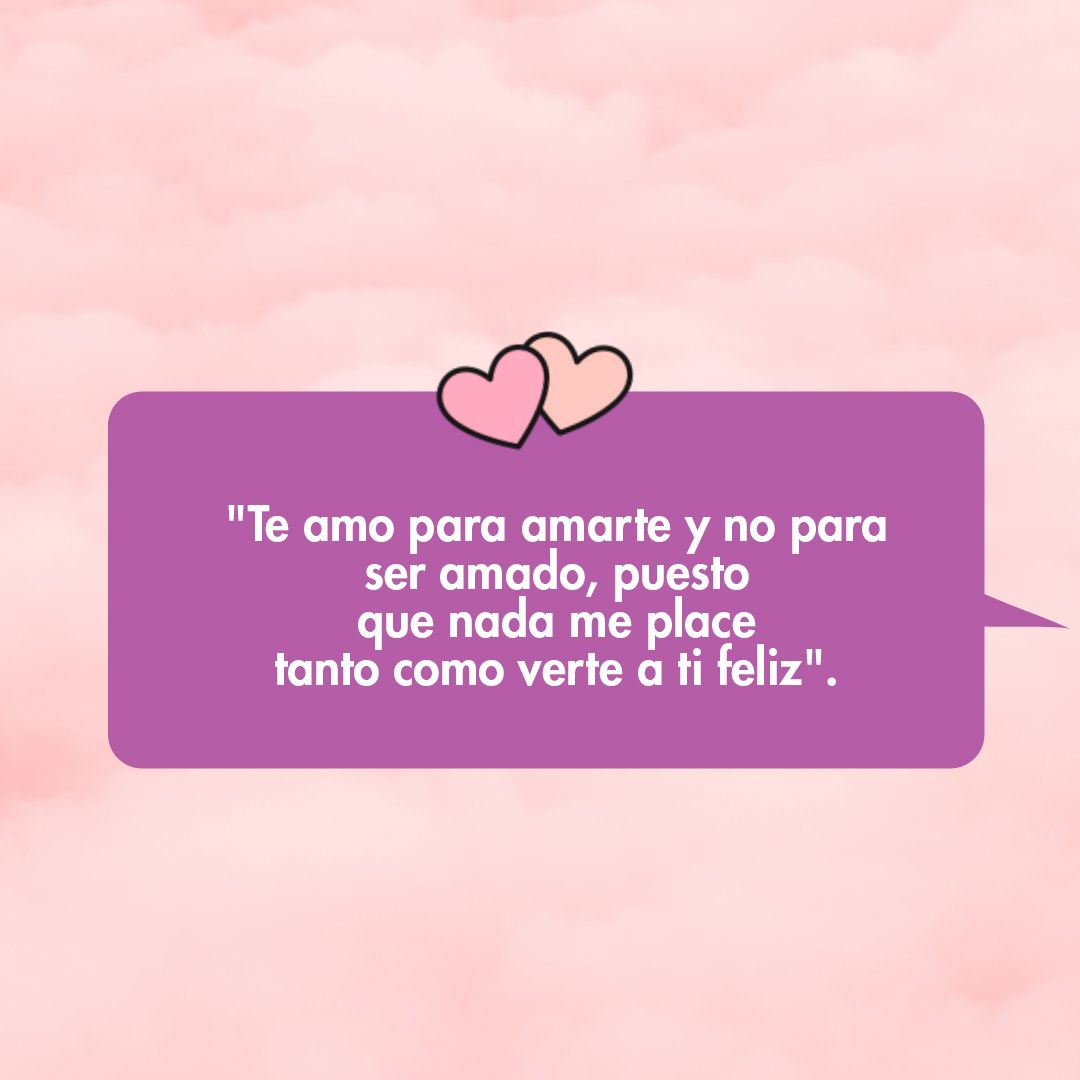 "Te amo para amarte y no para
ser amado, puesto
que nada me place
tanto como verte a ti feliz".